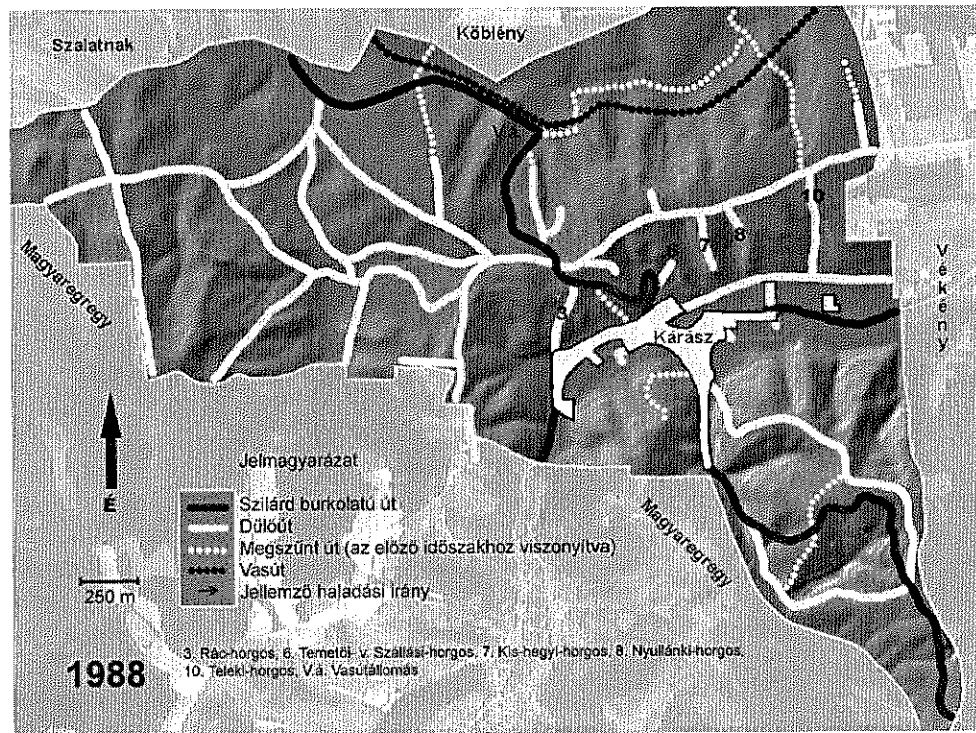 Szalatnak
Köblény
V.á.
10
6
7
8
3
Magyaregregy
Vékény
Kárász
Jelmagyarázat
É
Szilárd burkolatú út
Dűlőút
Megszűnt út (az előző időszakhoz viszonyítva)
Vasút
Jellemző haladási irány
250 m
Magyaregregy
1988
3. Rác-horgos, 6. Temetői- v. Szállási-horgos, 7. Kis-hegyi-horgos, 8. Nyullánki-horgos,
10. Teleki-horgos, V.á. Vasútállomás